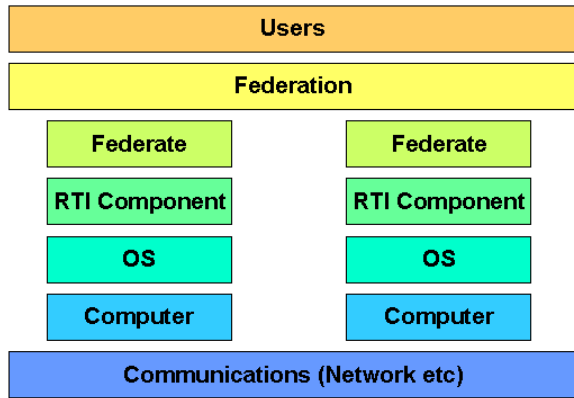 Users
Federation
Federate Federate
RTI Component RTI Component
OS OS
Computer Computer
Communications (Network etc)